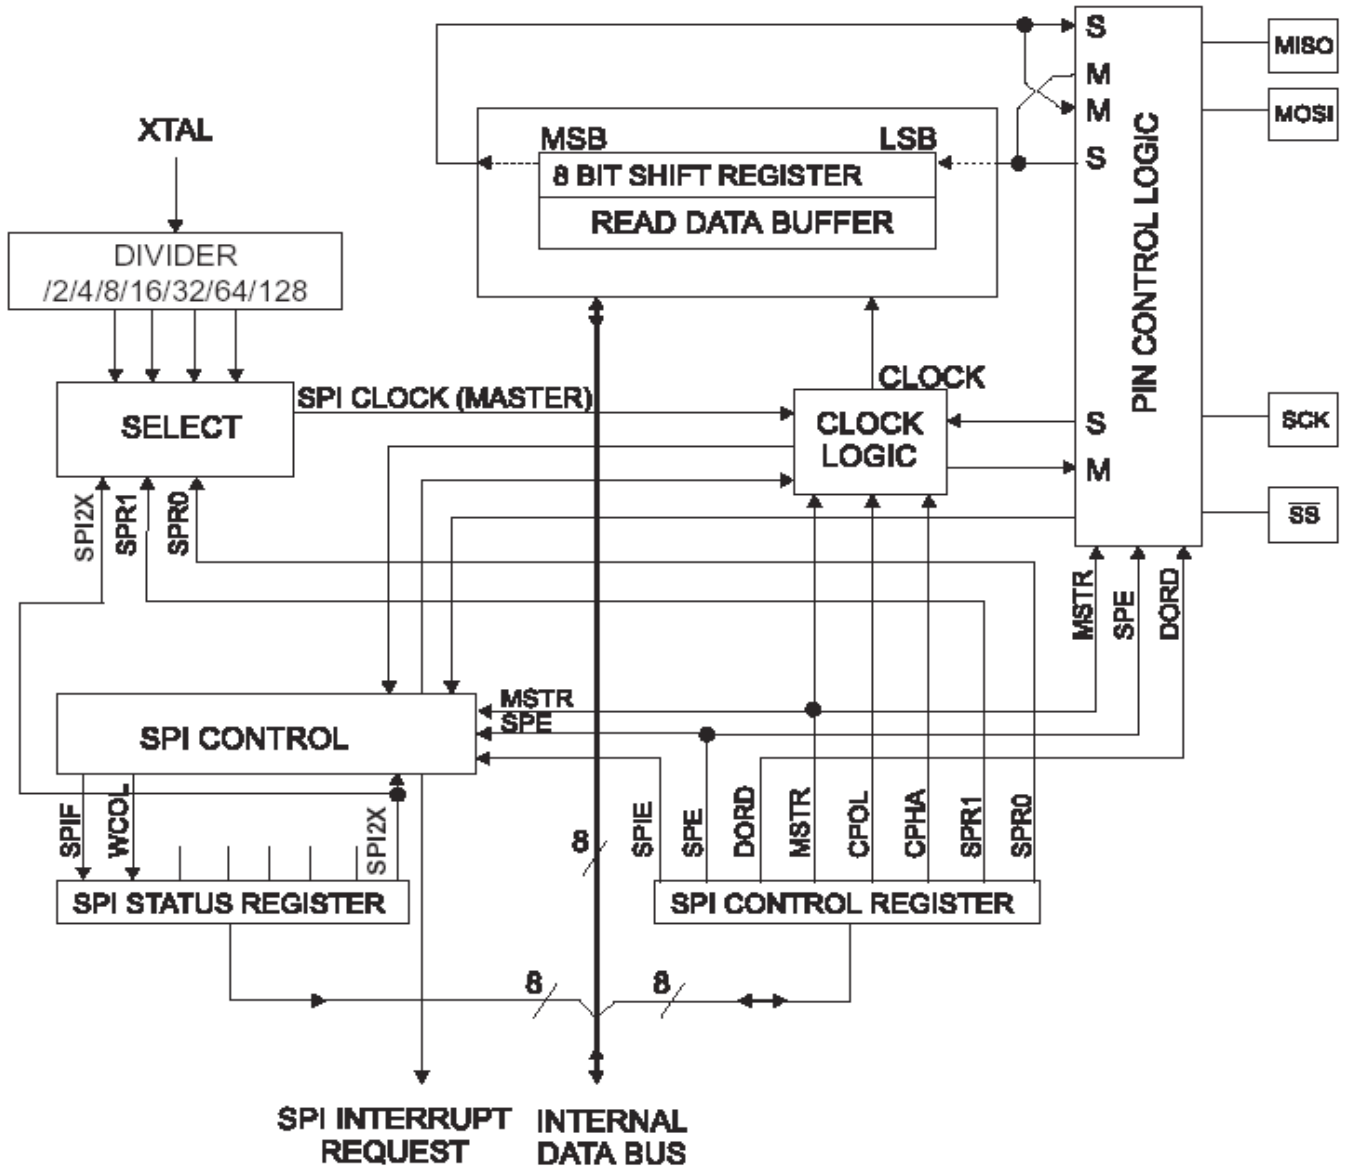 S
MISO
M
XTAL
M
MOSI
MSB
LSB
S
8 BIT SHIFT REGISTER
READ DATA BUFFER
PIN CONTROL LOGIC
DIVIDER
/2/4/8/16/32/64/128
CLOCK
SPI CLOCK (MASTER)
SELECT
CLOCK
LOGIC
S
SCK
M
SPI2X
SPR1
SPR0
SS
MSTR
SPE
DORD
MSTR
SPE
SPI CONTROL
SPIF
WCOL
SPI2X
8
SPIE
SPE
DORD
MSTR
CPOL
CPHA
SPR1
SPR0
SPI STATUS REGISTER
SPI CONTROL REGISTER
8
8
SPI INTERRUPT
REQUEST
INTERNAL
DATA BUS